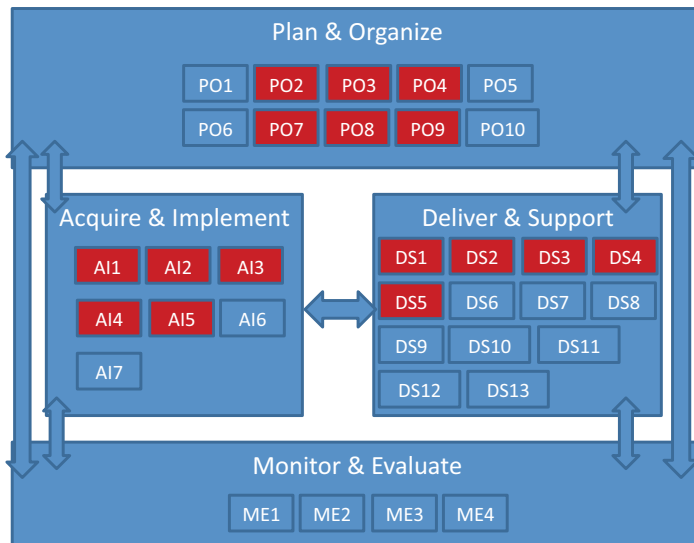 Plan & Organize
PO1 PO2 PO3 PO4 PO5
PO6 PO7 PO8 PO9 PO10
Acquire & Implement
AI1 AI2 AI3
AI4 AI5 AI6
AI7
Deliver & Support
DS1 DS2 DS3 DS4
DS5 DS6 DS7 DS8
DS9 DS10 DS11
DS12 DS13
Monitor & Evaluate
ME1 ME2 ME3 ME4